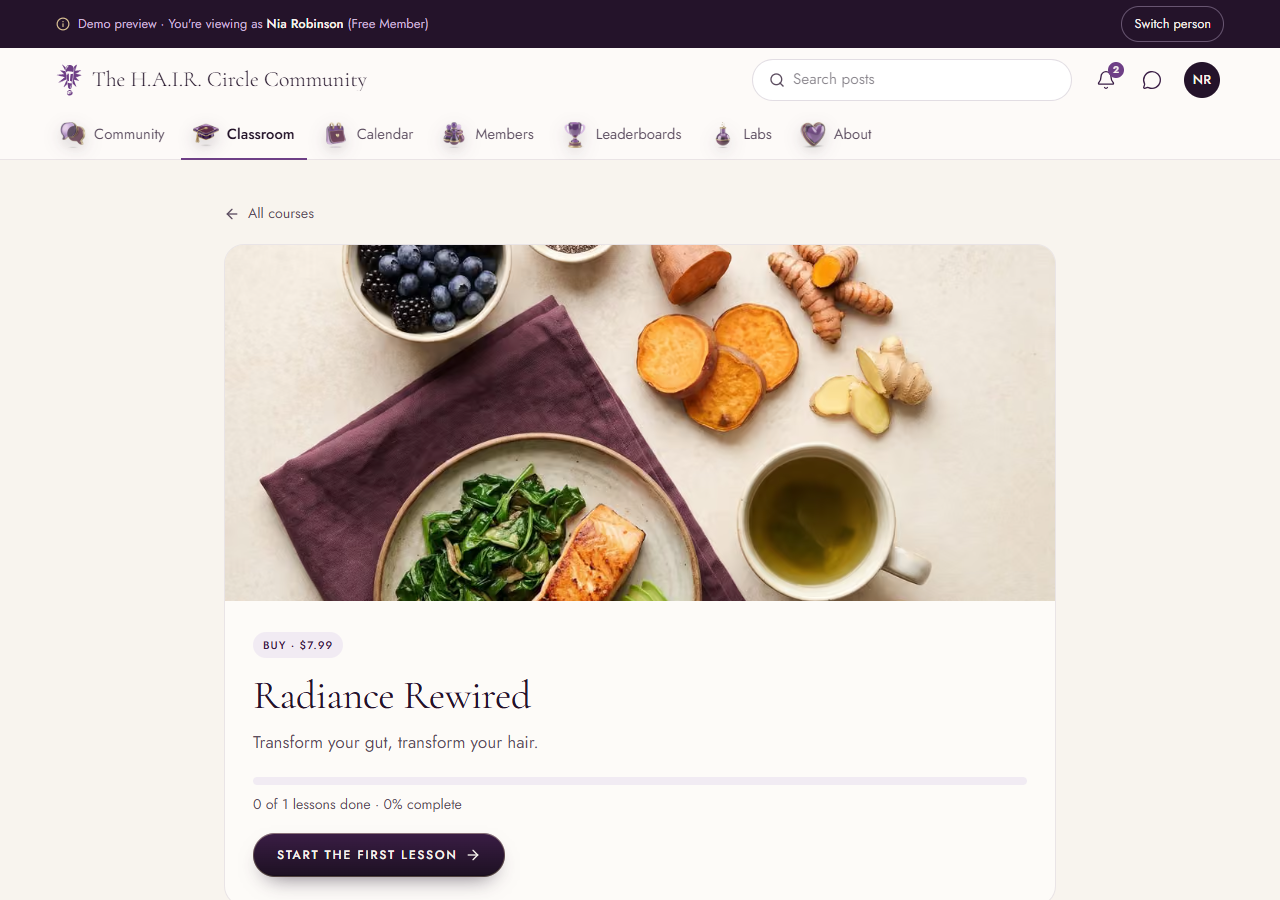 Demo preview · You're viewing as Nia Robinson (Free Member)
Switch person
The H.A.I.R. Circle Community
Search posts
2
NR
Community
Classroom
Calendar
Members
Leaderboards
Labs
About
All courses
BUY · $7.99
Radiance Rewired
Transform your gut, transform your hair.
0 of 1 lessons done · 0% complete
START THE FIRST LESSON